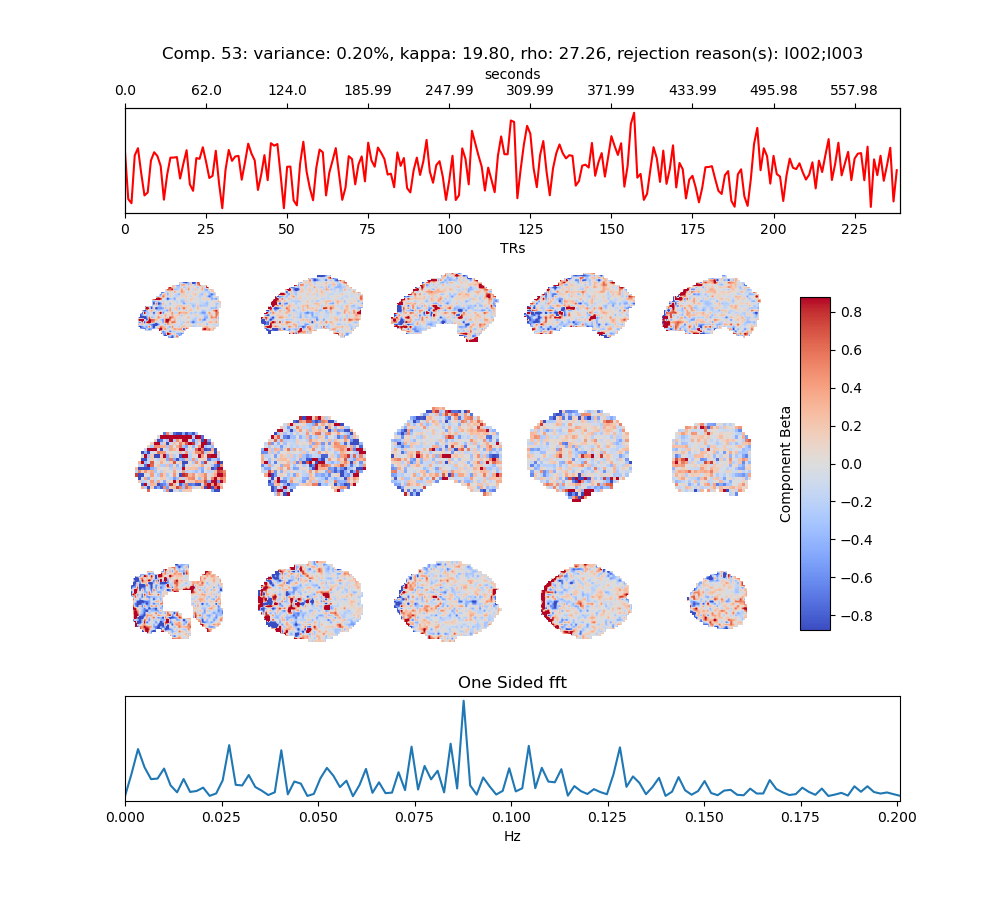 Comp. 53: variance: 0.20%, kappa: 19.80, rho: 27.26, rejection reason(s): I002;I003
seconds
0.0 62.0 124.0 185.99 247.99 309.99 371.99 433.99 495.98 557.98
0 25 50 75 100 125 150 175 200 225
TRs
0.8
0.6
0.4
0.2
0.0
−0.2
−0.4
−0.6
−0.8
Component Beta
One Sided fft
0.000 0.025 0.050 0.075 0.100 0.125 0.150 0.175 0.200
Hz